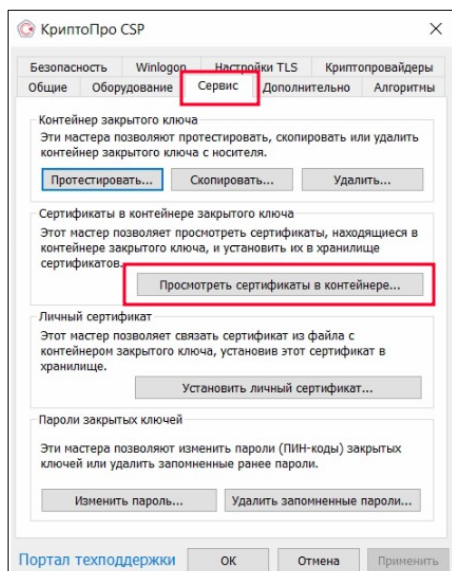 КриптоПро CSP
Безопасность Winlogon Настройки TLS Криптопровайдеры
Общие Оборудование Сервис Дополнительно Алгоритмы
Контейнер закрытого ключа
Эти мастера позволяют протестировать, скопировать или удалить
контейнер закрытого ключа с носителя.
Протестировать... Скопировать... Удалить...
Сертификаты в контейнере закрытого ключа
Этот мастер позволяет просмотреть сертификаты, находящиеся в
контейнере закрытого ключа, и установить их в хранилище
сертификатов.
Просмотреть сертификаты в контейнере...
Личный сертификат
Этот мастер позволяет связать сертификат из файла с
контейнером закрытого ключа, установив этот сертификат в
хранилище.
Установить личный сертификат...
Пароли закрытых ключей
Эти мастера позволяют изменить пароли (ПИН-коды) закрытых
ключей или удалить запомненные ранее пароли.
Изменить пароль... Удалить запомненные пароли...
Портал техподдержки ОК Отмена Применить